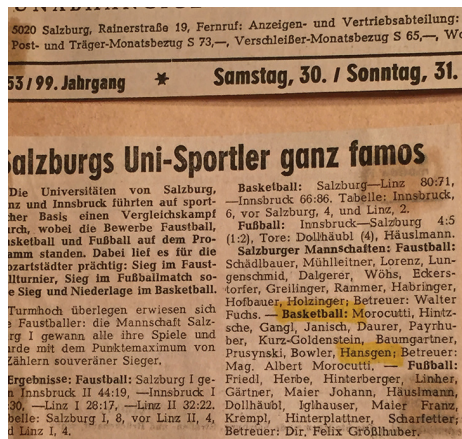 5020 Salzburg, Rainerstraße 19, Fernruf: Anzeigen- und Vertriebsabteilung:
Post- und Träger-Monatsbezug S 73,—, Verschleißer-Monatsbezug S 65,—,
53/99. Jahrgang * Samstag, 30. / Sonntag, 31.
Salzburgs Uni-Sportler ganz famos
Die Universitäten von Salzburg,
nz und Innsbruck führten auf sport-
cher Basis einen Vergleichskampf
rch, wobei die Bewerbe Faustball,
sketball und Fußball auf dem Pro-
amm standen. Dabei lief es für die
ozartstädter prächtig: Sieg im Faust-
llturnier, Sieg im Fußballmatch so-
e Sieg und Niederlage im Basketball.
Turmhoch überlegen erwiesen sich
e Faustballer: die Mannschaft Salz-
rg I gewann alle ihre Spiele und
rde mit dem Punktemaximum von
Zählern souveräner Sieger.
Ergebnisse: Faustball: Salzburg I ge-
n Innsbruck II 44:19, —Innsbruck I
:30, —Linz I 28:17, —Linz II 32:22.
belle: Salzburg I, 8, vor Linz II, 4,
d Linz I, 4.
Basketball: Salzburg—Linz 80:71,
—Innsbruck 66:86. Tabelle: Innsbruck,
6, vor Salzburg, 4, und Linz, 2.
Fußball: Innsbruck—Salzburg 4:5
(1:2), Tore: Dollhäubl (4), Häuslmann.
Salzburger Mannschaften: Faustball:
Schädlbauer, Mühlleitner, Lorenz, Lun-
genschmid, Dalgerer, Wöhs, Eckers-
torfer, Greilinger, Rammer, Habringer,
Hofbauer, Holzinger; Betreuer: Walter
Fuchs. — Basketball: Morocutti, Hintz-
sche, Gangl, Janisch, Daurer, Payrhu-
ber, Kurz-Goldenstein, Baumgartner,
Prusynski, Bowler, Hansgen; Betreuer:
Mag. Albert Morocutti, — Fußball:
Friedl, Herbe, Hinterberger, Linher,
Gärtner, Maier Johann, Häuslmann,
Dollhäubl, Iglhauser, Maier Franz,
Krempl, Hinterplattner, Scharfetter;
Betreuer: Dir. Felix Größlhuber.